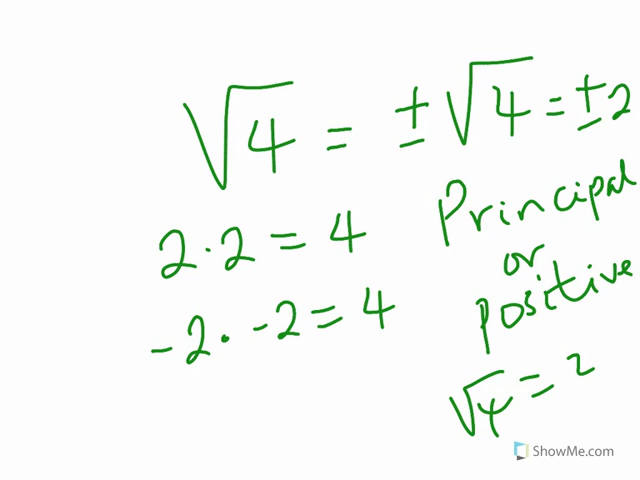 √4 = ±√4 = ±2
2 · 2 = 4
-2 · -2 = 4
Principal
or
positive
√4 = 2
ShowMe.com